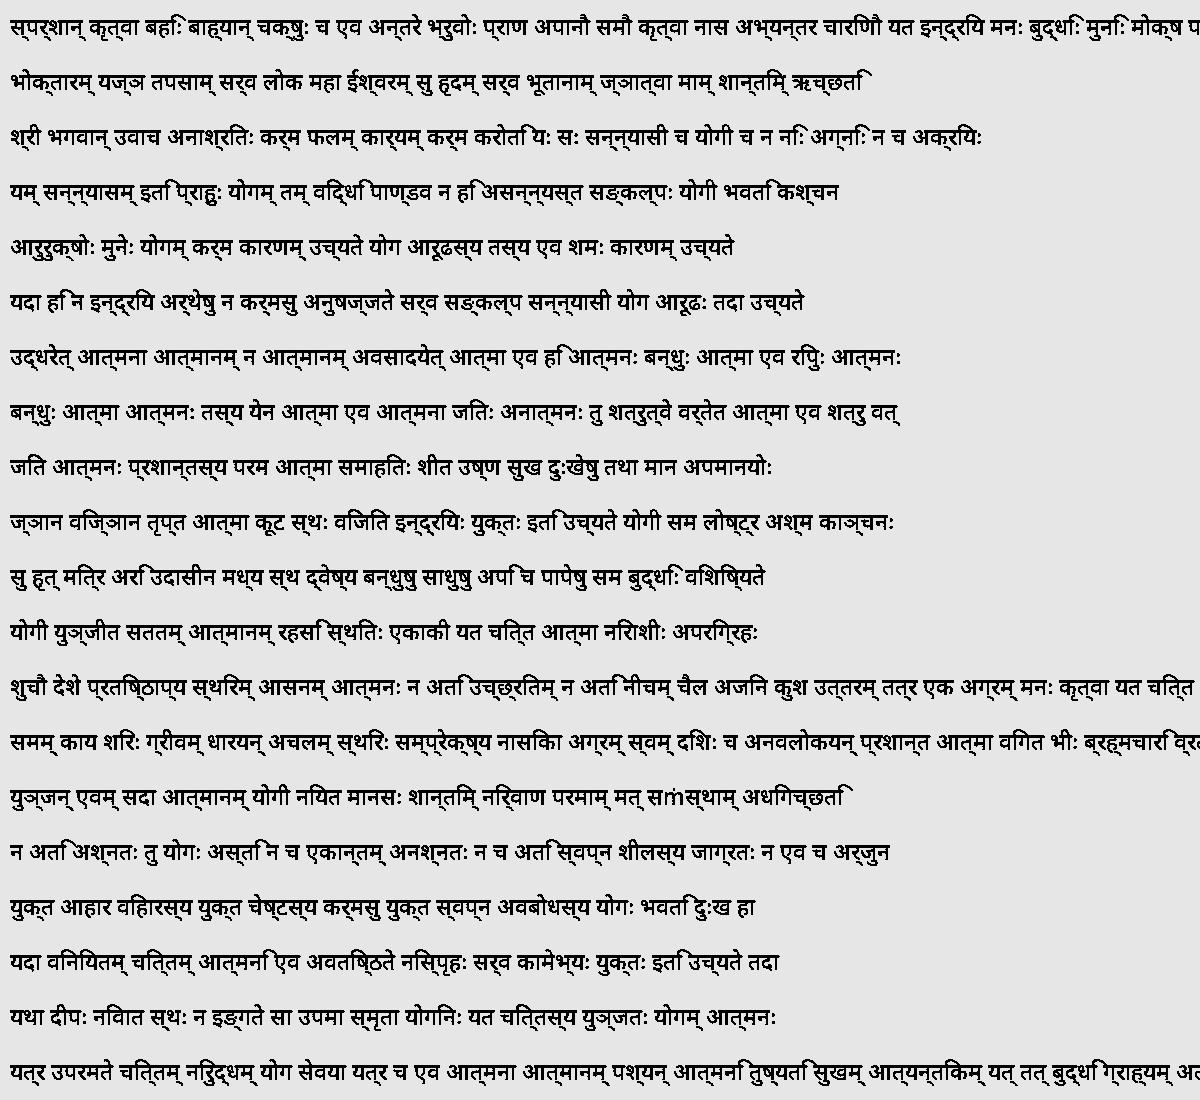 स्पर्शान् कृत्वा बहिः बाह्यान् चक्षुः च एव अन्तरे भ्रुवोः प्राण अपानौ समौ कृत्वा नास अभ्यन्तर चारिणौ यत इन्द्रिय मनः बुद्धिः मुनिः मोक्ष
भोक्तारम् यज्ञ तपसाम् सर्व लोक महा ईश्वरम् सु हृदम् सर्व भूतानाम् ज्ञात्वा माम् शान्तिम् ऋच्छति
श्री भगवान् उवाच अनाश्रितः कर्म फलम् कार्यम् कर्म करोति यः सः सन्न्यासी च योगी च न निः अग्निः न च अक्रियः
यम् सन्न्यासम् इति प्राहुः योगम् तम् विद्धि पाण्डव न हि असन्न्यस्त सङ्कल्पः योगी भवति कश्चन
आरुरुक्षोः मुनेः योगम् कर्म कारणम् उच्यते योग आरूढस्य तस्य एव शमः कारणम् उच्यते
यदा हि न इन्द्रिय अर्थेषु न कर्मसु अनुषज्जते सर्व सङ्कल्प सन्न्यासी योग आरूढः तदा उच्यते
उद्धरेत् आत्मना आत्मानम् न आत्मानम् अवसादयेत् आत्मा एव हि आत्मनः बन्धुः आत्मा एव रिपुः आत्मनः
बन्धुः आत्मा आत्मनः तस्य येन आत्मा एव आत्मना जितः अनात्मनः तु शत्रुत्वे वर्तेत आत्मा एव शत्रु वत्
जित आत्मनः प्रशान्तस्य परम आत्मा समाहितः शीत उष्ण सुख दुःखेषु तथा मान अपमानयोः
ज्ञान विज्ञान तृप्त आत्मा कूट स्थः विजित इन्द्रियः युक्तः इति उच्यते योगी सम लोष्ट्र अश्म काञ्चनः
सु हृत् मित्र अरि उदासीन मध्य स्थ द्वेष्य बन्धुषु साधुषु अपि च पापेषु सम बुद्धिः विशिष्यते
योगी युञ्जीत सततम् आत्मानम् रहसि स्थितः एकाकी यत चित्त आत्मा निराशीः अपरिग्रहः
शुचौ देशे प्रतिष्ठाप्य स्थिरम् आसनम् आत्मनः न अति उच्छ्रितम् न अति नीचम् चैल अजिन कुश उत्तरम् तत्र एक अग्रम् मनः कृत्वा यत चित्त
समम् काय शिरः ग्रीवम् धारयन् अचलम् स्थिरः सम्प्रेक्ष्य नासिका अग्रम् स्वम् दिशः च अनवलोकयन् प्रशान्त आत्मा विगत भीः ब्रह्मचारि
युञ्जन् एवम् सदा आत्मानम् योगी नियत मानसः शान्तिम् निर्वाण परमाम् मत् सṁस्थाम् अधिगच्छति
न अति अश्नतः तु योगः अस्ति न च एकान्तम् अनश्नतः न च अति स्वप्न शीलस्य जाग्रतः न एव च अर्जुन
युक्त आहार विहारस्य युक्त चेष्टस्य कर्मसु युक्त स्वप्न अवबोधस्य योगः भवति दुःख हा
यदा विनियतम् चित्तम् आत्मनि एव अवतिष्ठते निस्पृहः सर्व कामेभ्यः युक्तः इति उच्यते तदा
यथा दीपः निवात स्थः न इङ्गते सा उपमा स्मृता योगिनः यत चित्तस्य युञ्जतः योगम् आत्मनः
यत्र उपरमते चित्तम् निरुद्धम् योग सेवया यत्र च एव आत्मना आत्मानम् पश्यन् आत्मनि तुष्यति सुखम् आत्यन्तिकम् यत् तत् बुद्धि ग्राह्यम्